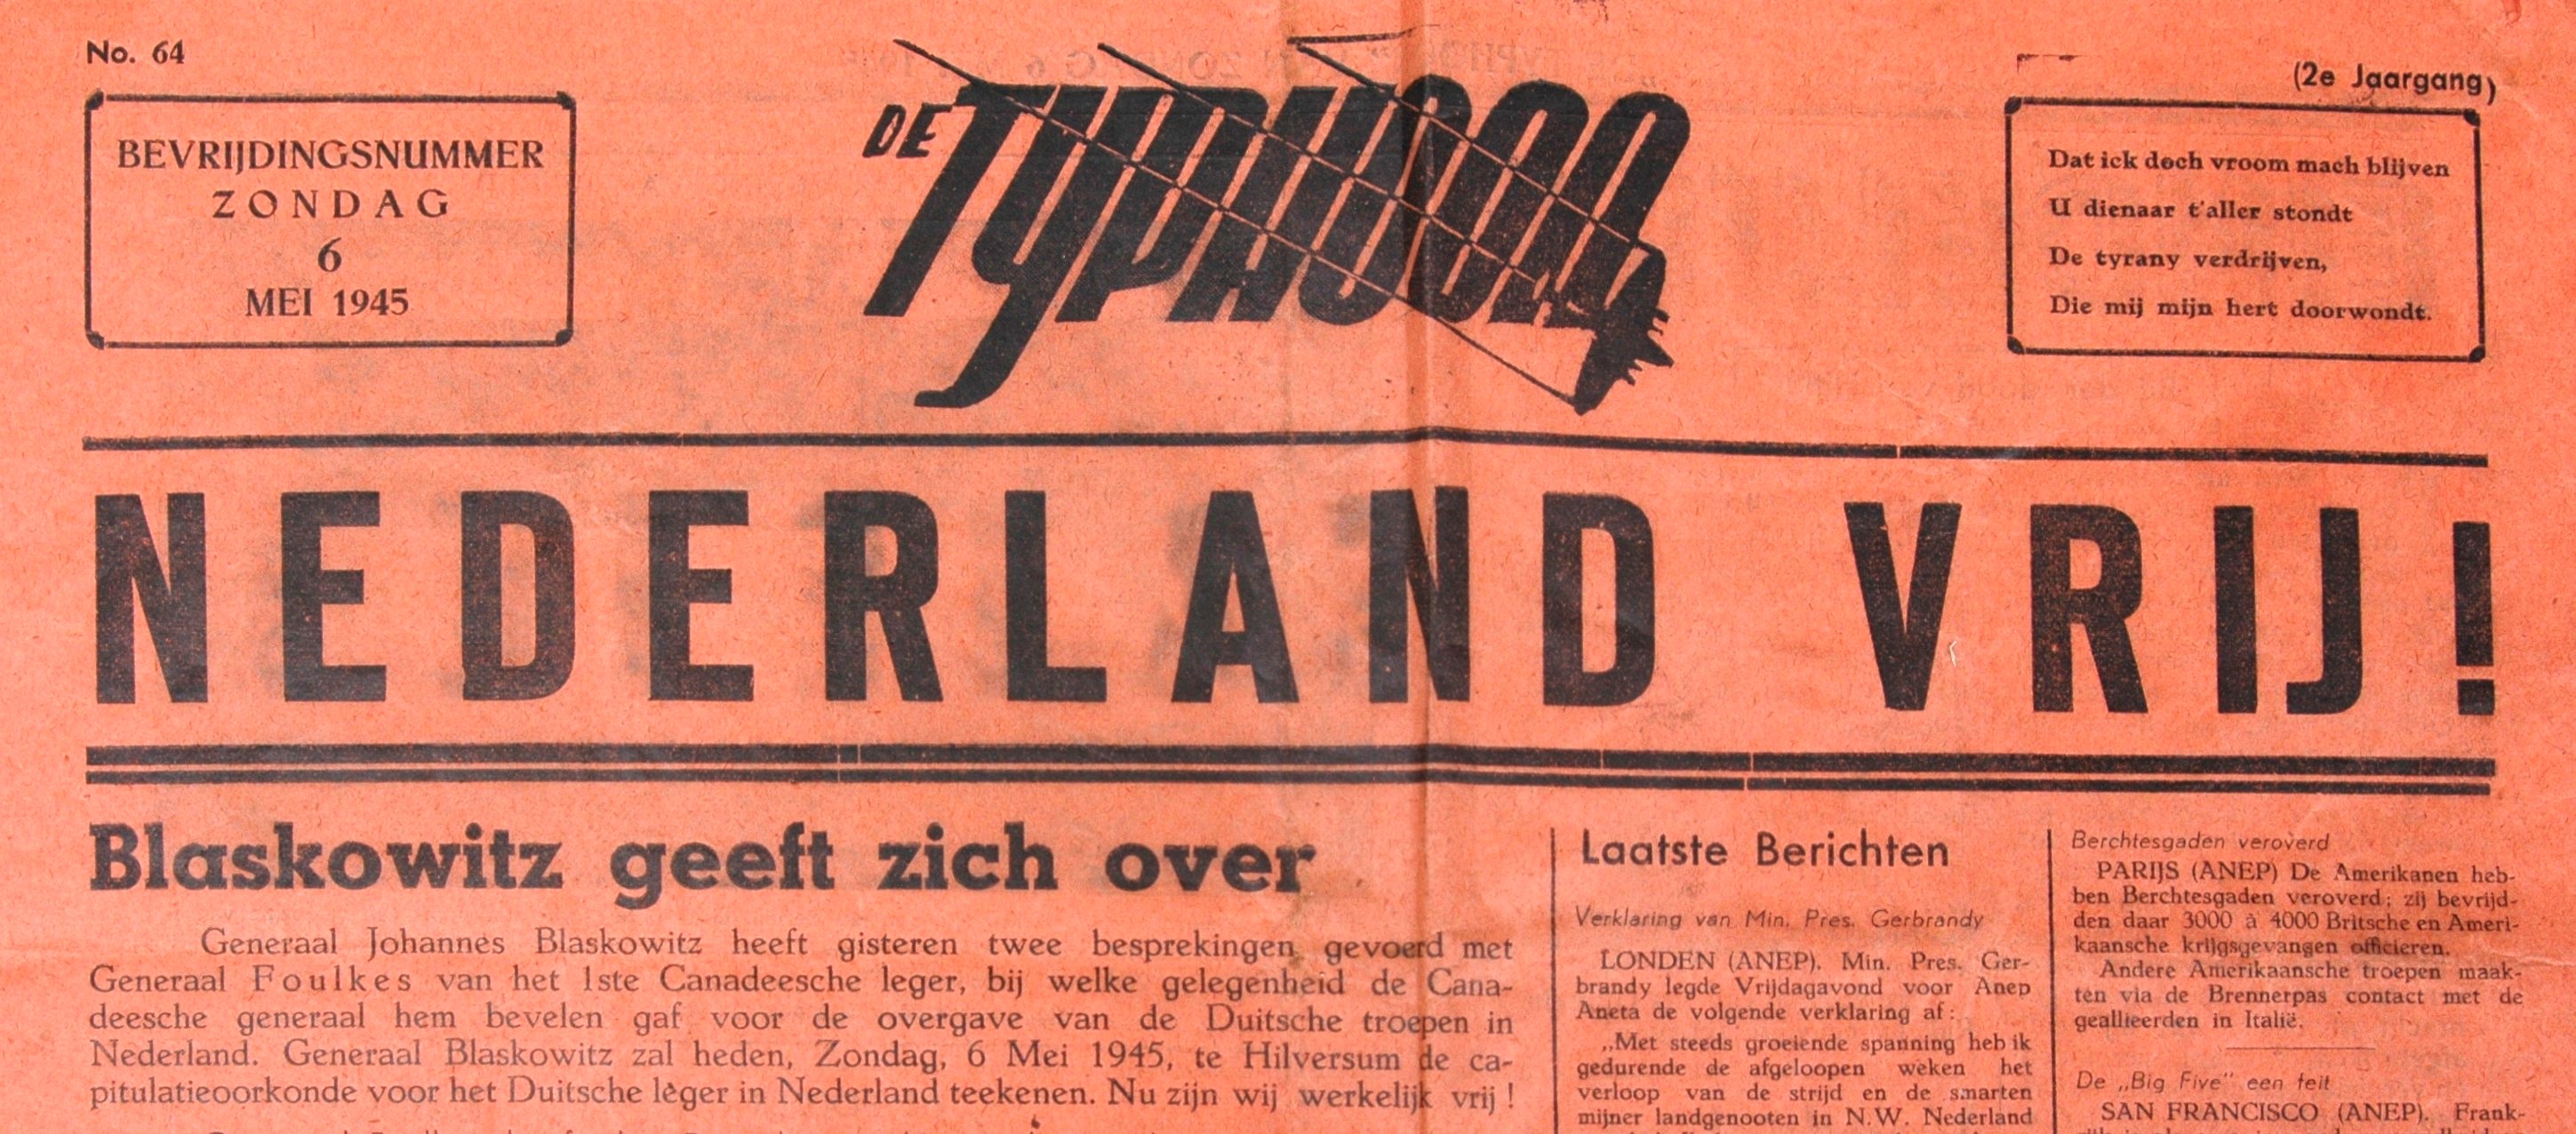 No. 64
BEVRIJDINGSNUMMER
ZONDAG
6
MEI 1945
DE TYPHOON
(2e Jaargang)
Dat ick doch vroom mach blijven
U dienaar t'aller stondt
De tyrany verdrijven,
Die mij mijn hert doorwondt.
NEDERLAND VRIJ!
Blaskowitz geeft zich over
Generaal Johannes Blaskowitz heeft gisteren twee besprekingen gevoerd met
Generaal Foulkes van het 1ste Canadeesche leger, bij welke gelegenheid de Cana-
deesche generaal hem bevelen gaf voor de overgave van de Duitsche troepen in
Nederland. Generaal Blaskowitz zal heden, Zondag, 6 Mei 1945, te Hilversum de ca-
pitulatieoorkonde voor het Duitsche leger in Nederland teekenen. Nu zijn wij werkelijk vrij !
Laatste Berichten
Verklaring van Min. Pres. Gerbrandy
LONDEN (ANEP). Min. Pres. Ger-
brandy legde Vrijdagavond voor Anep
Aneta de volgende verklaring af:
„Met steeds groeiende spanning heb ik
gedurende de afgeloopen weken het
verloop van de strijd en de smarten
mijner landgenooten in N.W. Nederland
Berchtesgaden veroverd
PARIJS (ANEP) De Amerikanen heb-
ben Berchtesgaden veroverd; zij bevrijd-
den daar 3000 à 4000 Britsche en Ameri-
kaansche krijgsgevangen officieren.
Andere Amerikaansche troepen maak-
ten via de Brennerpas contact met de
geallieerden in Italië.
De „Big Five" een feit
SAN FRANCISCO (ANEP). Frank-